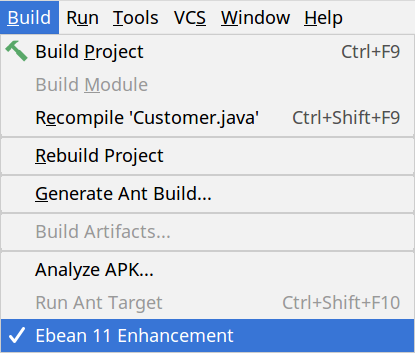 Build Run Tools VCS Window Help
Build Project Ctrl+F9
Build Module
Recompile 'Customer.java' Ctrl+Shift+F9
Rebuild Project
Generate Ant Build...
Build Artifacts...
Analyze APK...
Run Ant Target Ctrl+Shift+F10
Ebean 11 Enhancement